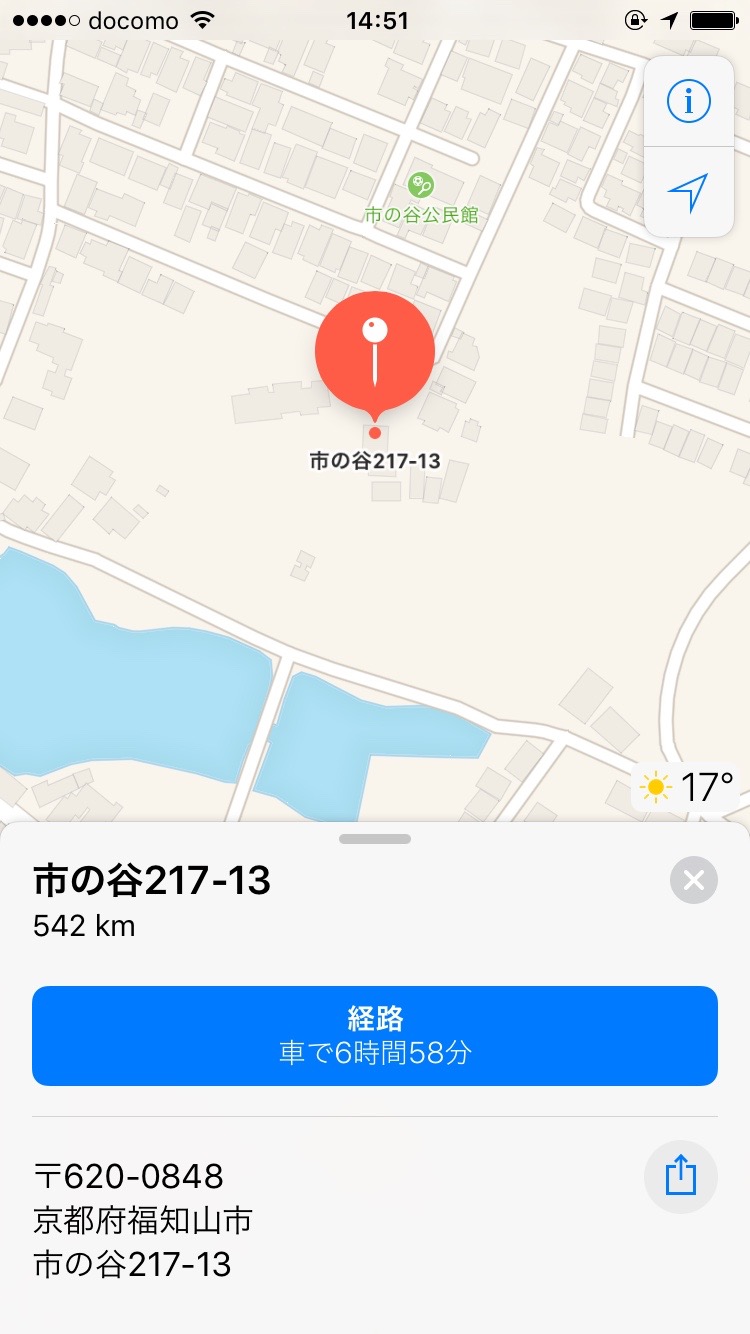 docomo 14:51
市の谷公民館
市の谷217-13
17°
市の谷217-13
542 km
経路
車で6時間58分
〒620-0848
京都府福知山市
市の谷217-13